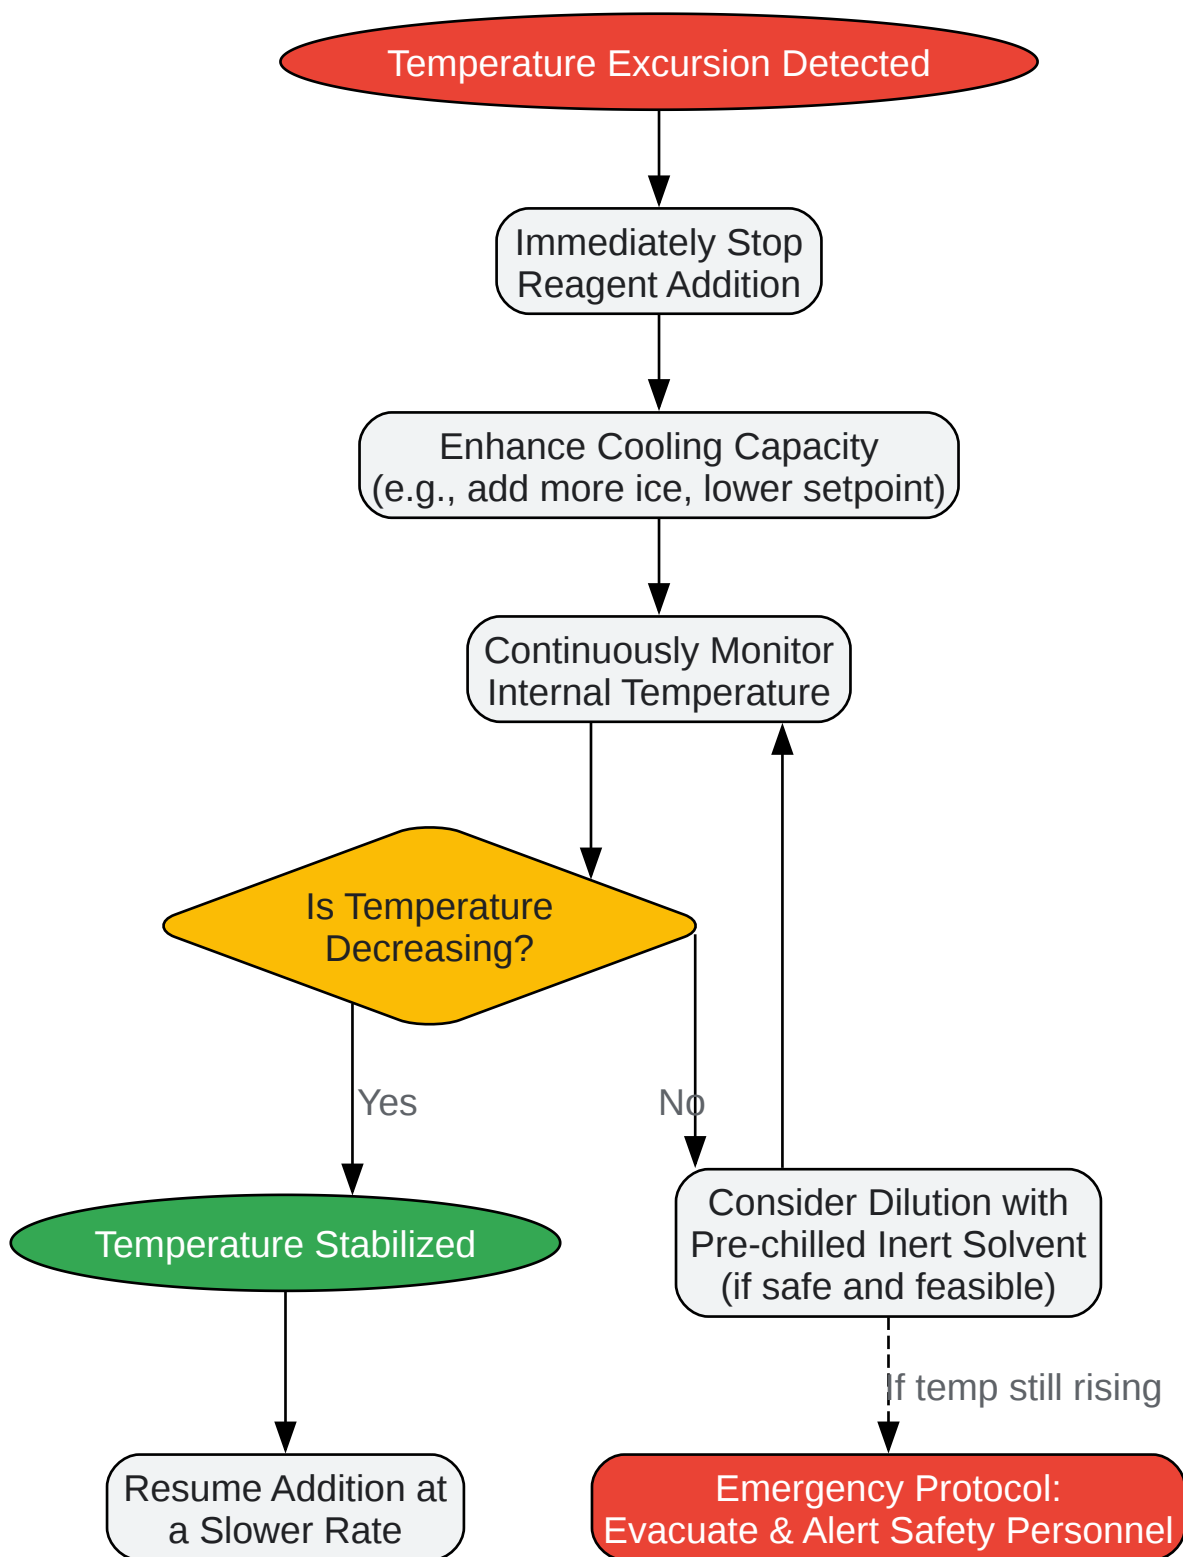 Temperature Excursion Detected
Immediately Stop
Reagent Addition
Enhance Cooling Capacity
(e.g., add more ice, lower setpoint)
Continuously Monitor
Internal Temperature
Is Temperature
Decreasing?
Yes
No
Temperature Stabilized
Consider Dilution with
Pre-chilled Inert Solvent
(if safe and feasible)
If temp still rising
Resume Addition at
a Slower Rate
Emergency Protocol:
Evacuate & Alert Safety Personnel